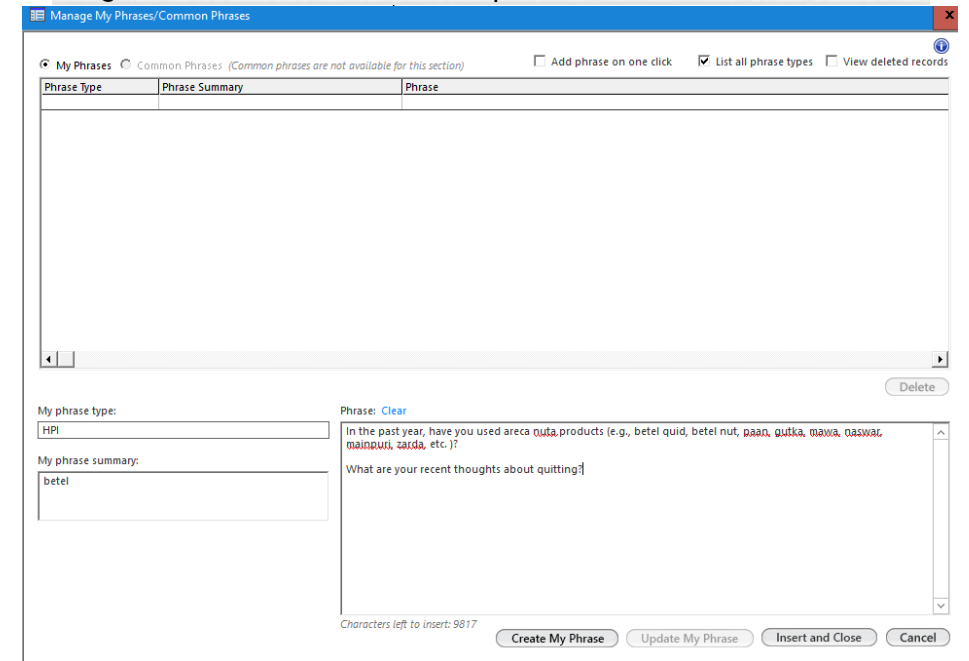 Manage My Phrases/Common Phrases
x
My Phrases Common Phrases (Common phrases are not available for this section) Add phrase on one click List all phrase types View deleted records
Phrase Type Phrase Summary Phrase
Delete
My phrase type: Phrase: Clear
HPI
In the past year, have you used areca nuta products (e.g., betel quid, betel nut, paan, gutka, mawa, naswar,
mainpuri, zarda, etc. )?
My phrase summary:
What are your recent thoughts about quitting?
betel
Characters left to insert: 9817
Create My Phrase Update My Phrase Insert and Close Cancel